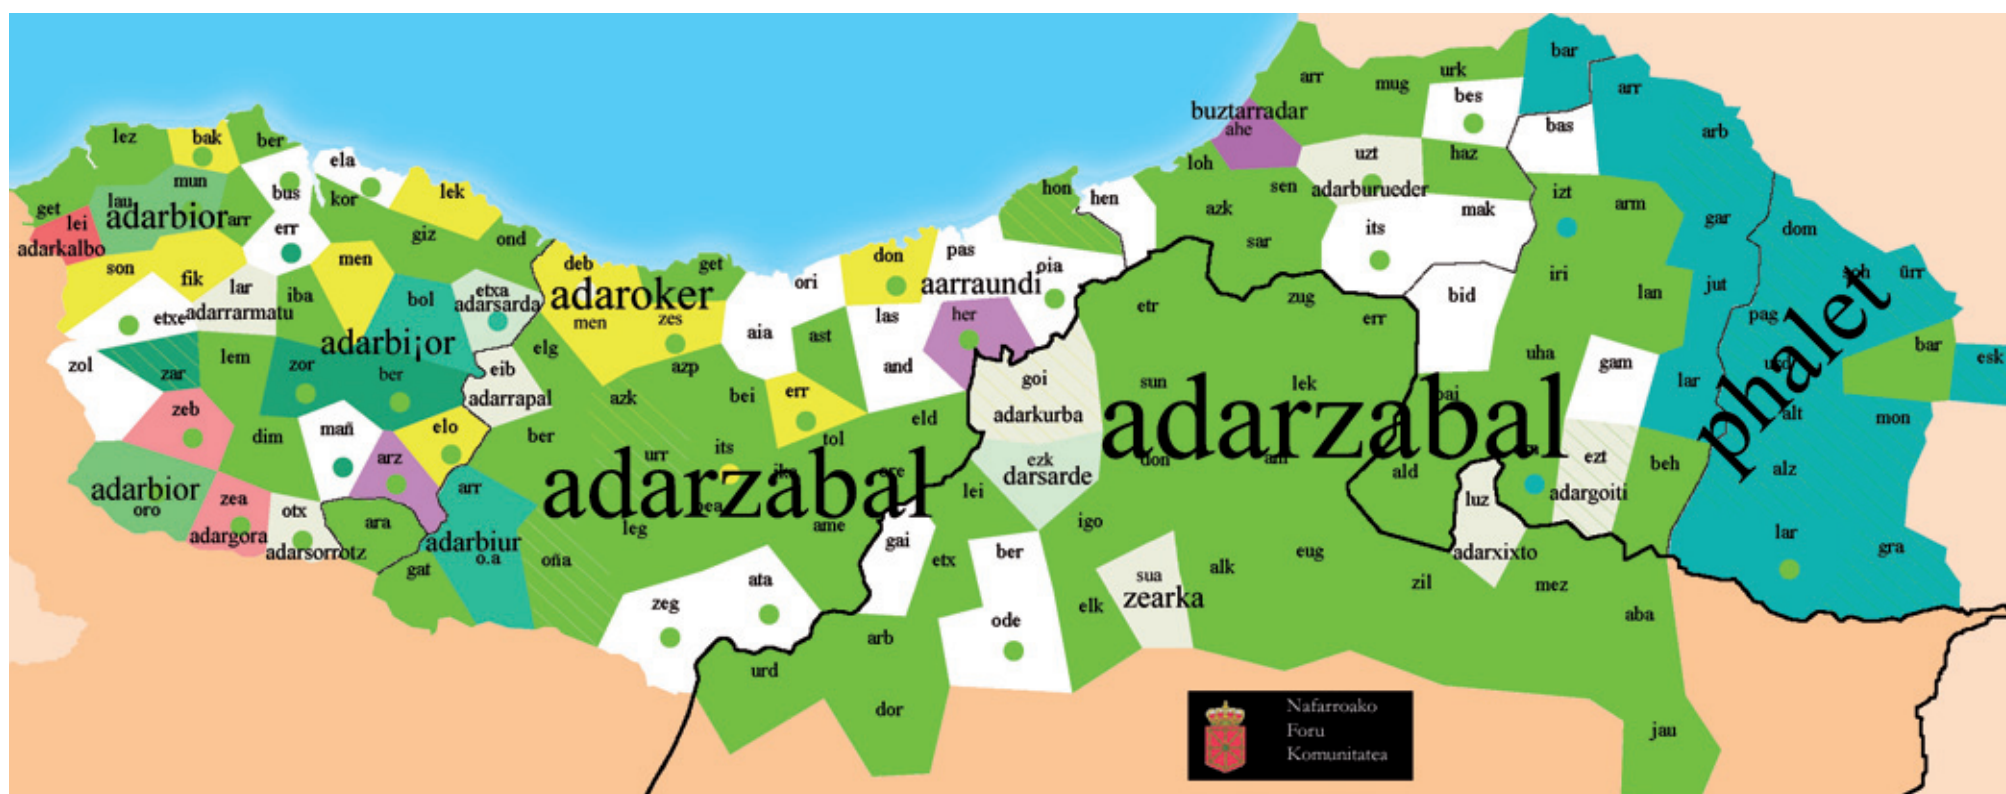 lez
bak
ber
ela
mun
bus
kor
lek
get
lau
adarbior
arr
lei
adarkalbo
err
giz
ond
son
fik
men
lar
adarrarmatu
iba
bol
etxa
adarsarda
etxe
adarbi¡or
zol
zar
lem
zor
ber
eib
adarrapal
zeb
dim
mañ
elo
arz
adarbior
oro
zea
adargora
otx
adarsorrotz
ara
arr
adarbiur
o.a
gat
oña
deb
get
adaroker
men
zes
ori
don
pas
oia
aarraundi
hon
hen
elg
azp
aia
ast
las
her
and
azk
bei
err
tol
eld
ber
urr
its
adarzabal
leg
ame
zeg
ata
gai
etx
ber
ode
arb
urd
dor
goi
adarkurba
ezk
darsarde
lei
igo
elk
sua
zearka
etr
zug
err
sun
lek
adarzabal
don
ald
alk
eug
zil
luz
adarxixto
mez
aba
jau
buztarradar
ahe
loh
arr
mug
urk
bes
uzt
adarburueder
haz
sen
azk
sar
its
mak
bar
bas
arr
arb
izt
arm
gar
iri
lan
jut
bid
uha
gam
lar
ezt
adargoiti
beh
dom
ürr
pag
phalet
bar
esk
alt
mon
alz
lar
gra
Nafarroako
Foru
Komunitatea